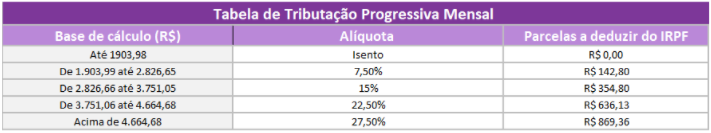 Tabela de Tributação Progressiva Mensal
Base de cálculo (R$) Alíquota Parcelas a deduzir do IRPF
Até 1903,98 Isento R$ 0,00
De 1.903,99 até 2.826,65 7,50% R$ 142,80
De 2.826,66 até 3.751,05 15% R$ 354,80
De 3.751,06 até 4.664,68 22,50% R$ 636,13
Acima de 4.664,68 27,50% R$ 869,36